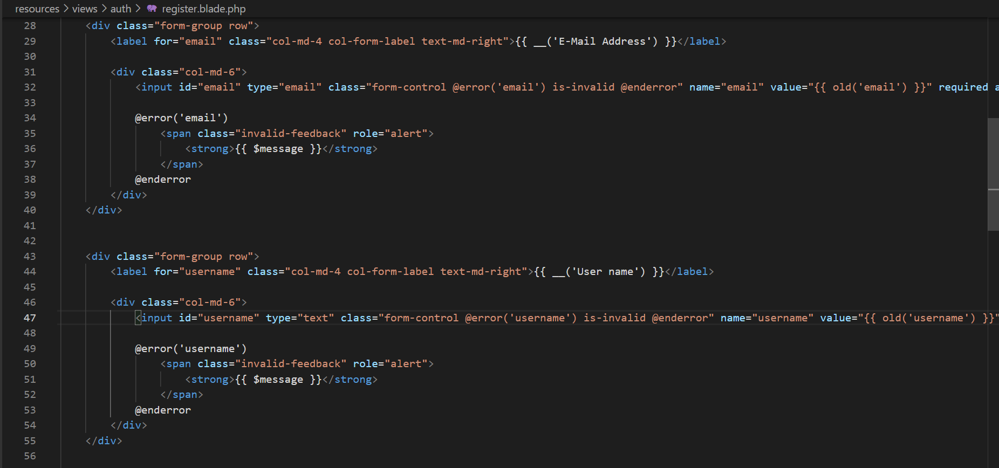 resources > views > auth > register.blade.php
28 <div class="form-group row">
29 <label for="email" class="col-md-4 col-form-label text-md-right">{{ __('E-Mail Address') }}</label>
30
31 <div class="col-md-6">
32 <input id="email" type="email" class="form-control @error('email') is-invalid @enderror" name="email" value="{{ old('email') }}" required a
33
34 @error('email')
35 <span class="invalid-feedback" role="alert">
36 <strong>{{ $message }}</strong>
37 </span>
38 @enderror
39 </div>
40 </div>
41
42
43 <div class="form-group row">
44 <label for="username" class="col-md-4 col-form-label text-md-right">{{ __('User name') }}</label>
45
46 <div class="col-md-6">
47 <input id="username" type="text" class="form-control @error('username') is-invalid @enderror" name="username" value="{{ old('username') }}"
48
49 @error('username')
50 <span class="invalid-feedback" role="alert">
51 <strong>{{ $message }}</strong>
52 </span>
53 @enderror
54 </div>
55 </div>
56